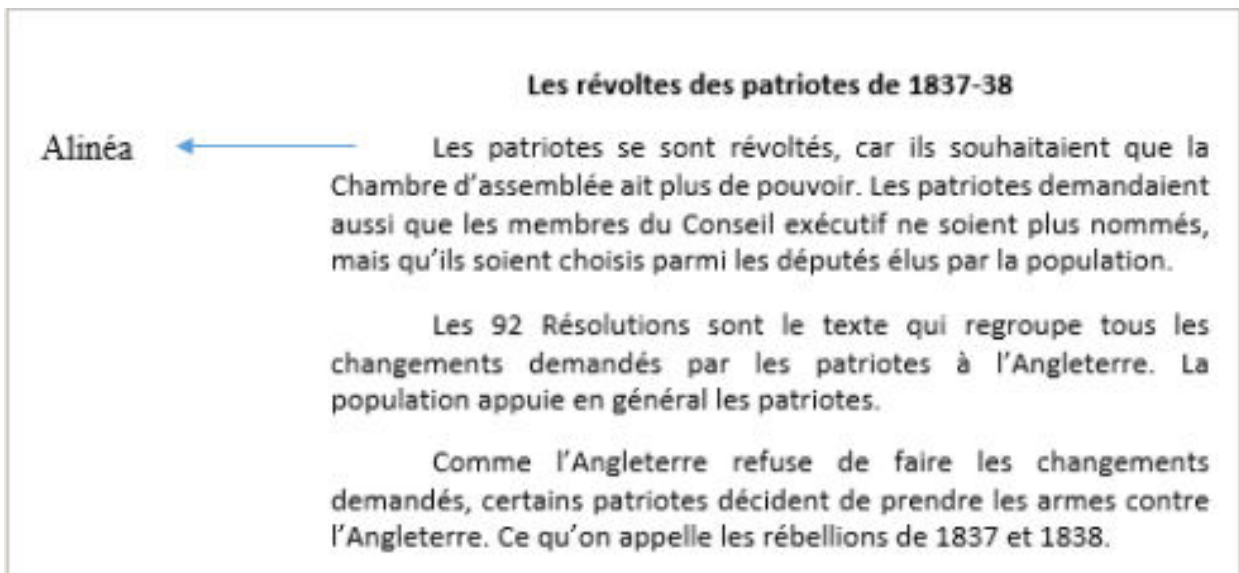 Les révoltes des patriotes de 1837-38
Alinéa
Les patriotes se sont révoltés, car ils souhaitaient que la
Chambre d'assemblée ait plus de pouvoir. Les patriotes demandaient
aussi que les membres du Conseil exécutif ne soient plus nommés,
mais qu'ils soient choisis parmi les députés élus par la population.
Les 92 Résolutions sont le texte qui regroupe tous les
changements demandés par les patriotes à l'Angleterre. La
population appuie en général les patriotes.
Comme l'Angleterre refuse de faire les changements
demandés, certains patriotes décident de prendre les armes contre
l'Angleterre. Ce qu'on appelle les rébellions de 1837 et 1838.